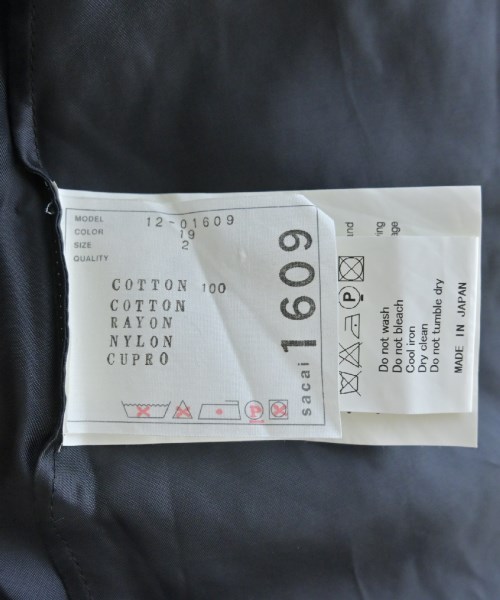 MODEL 12-01609
COLOR 19
SIZE 2
QUALITY
COTTON 100
COTTON
RAYON
NYLON
CUPRO
sacai 1609
P
P
Do not wash
Do not bleach
Cool iron
Dry clean
Do not tumble dry
MADE IN JAPAN